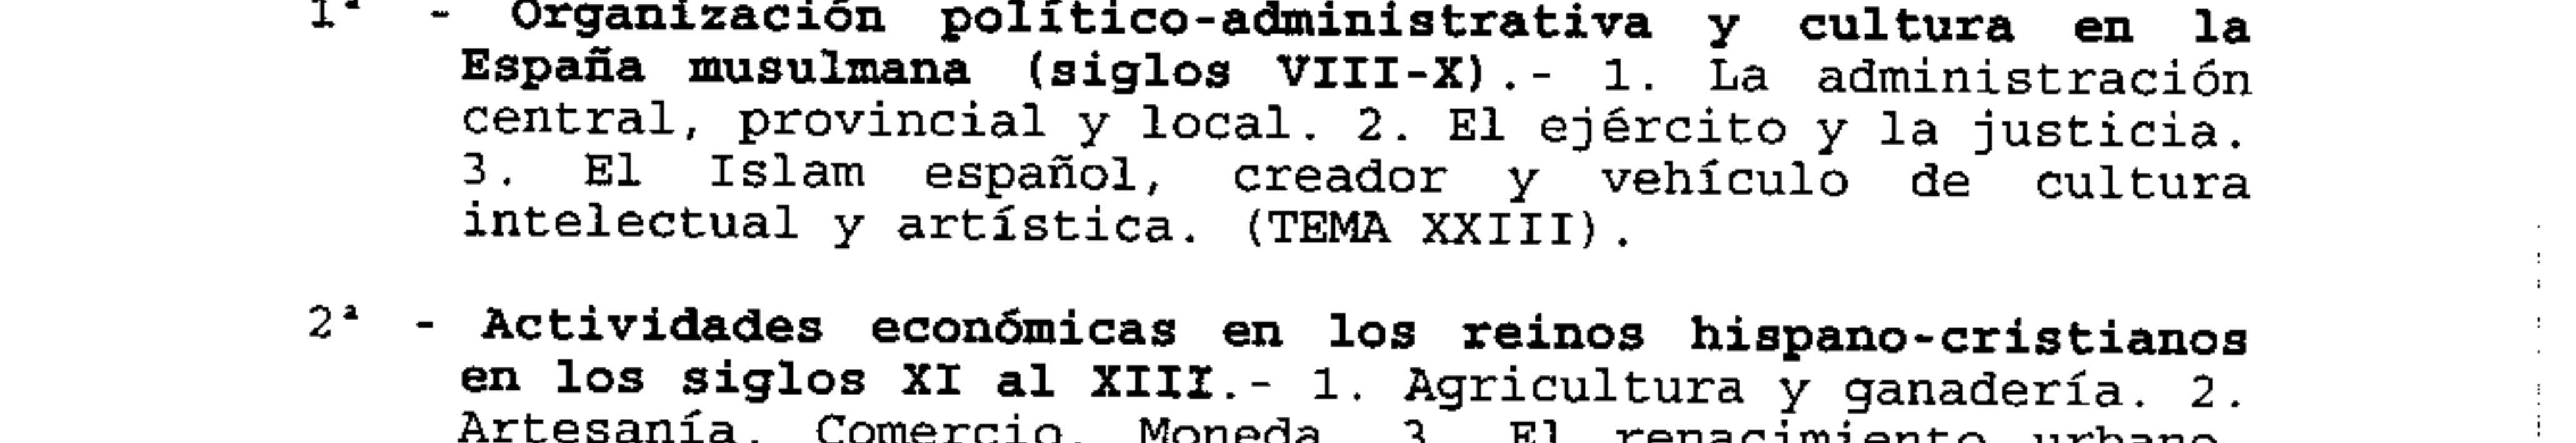 1ª - Organización político-administrativa y cultura en la
España musulmana (siglos VIII-X).- 1. La administración
central, provincial y local. 2. El ejército y la justicia.
3. El Islam español, creador y vehículo de cultura
intelectual y artística. (TEMA XXIII).
2ª - Actividades económicas en los reinos hispano-cristianos
en los siglos XI al XIII.- 1. Agricultura y ganadería. 2.
Artesanía. Comercio. Moneda. 3. El renacimiento urbano.